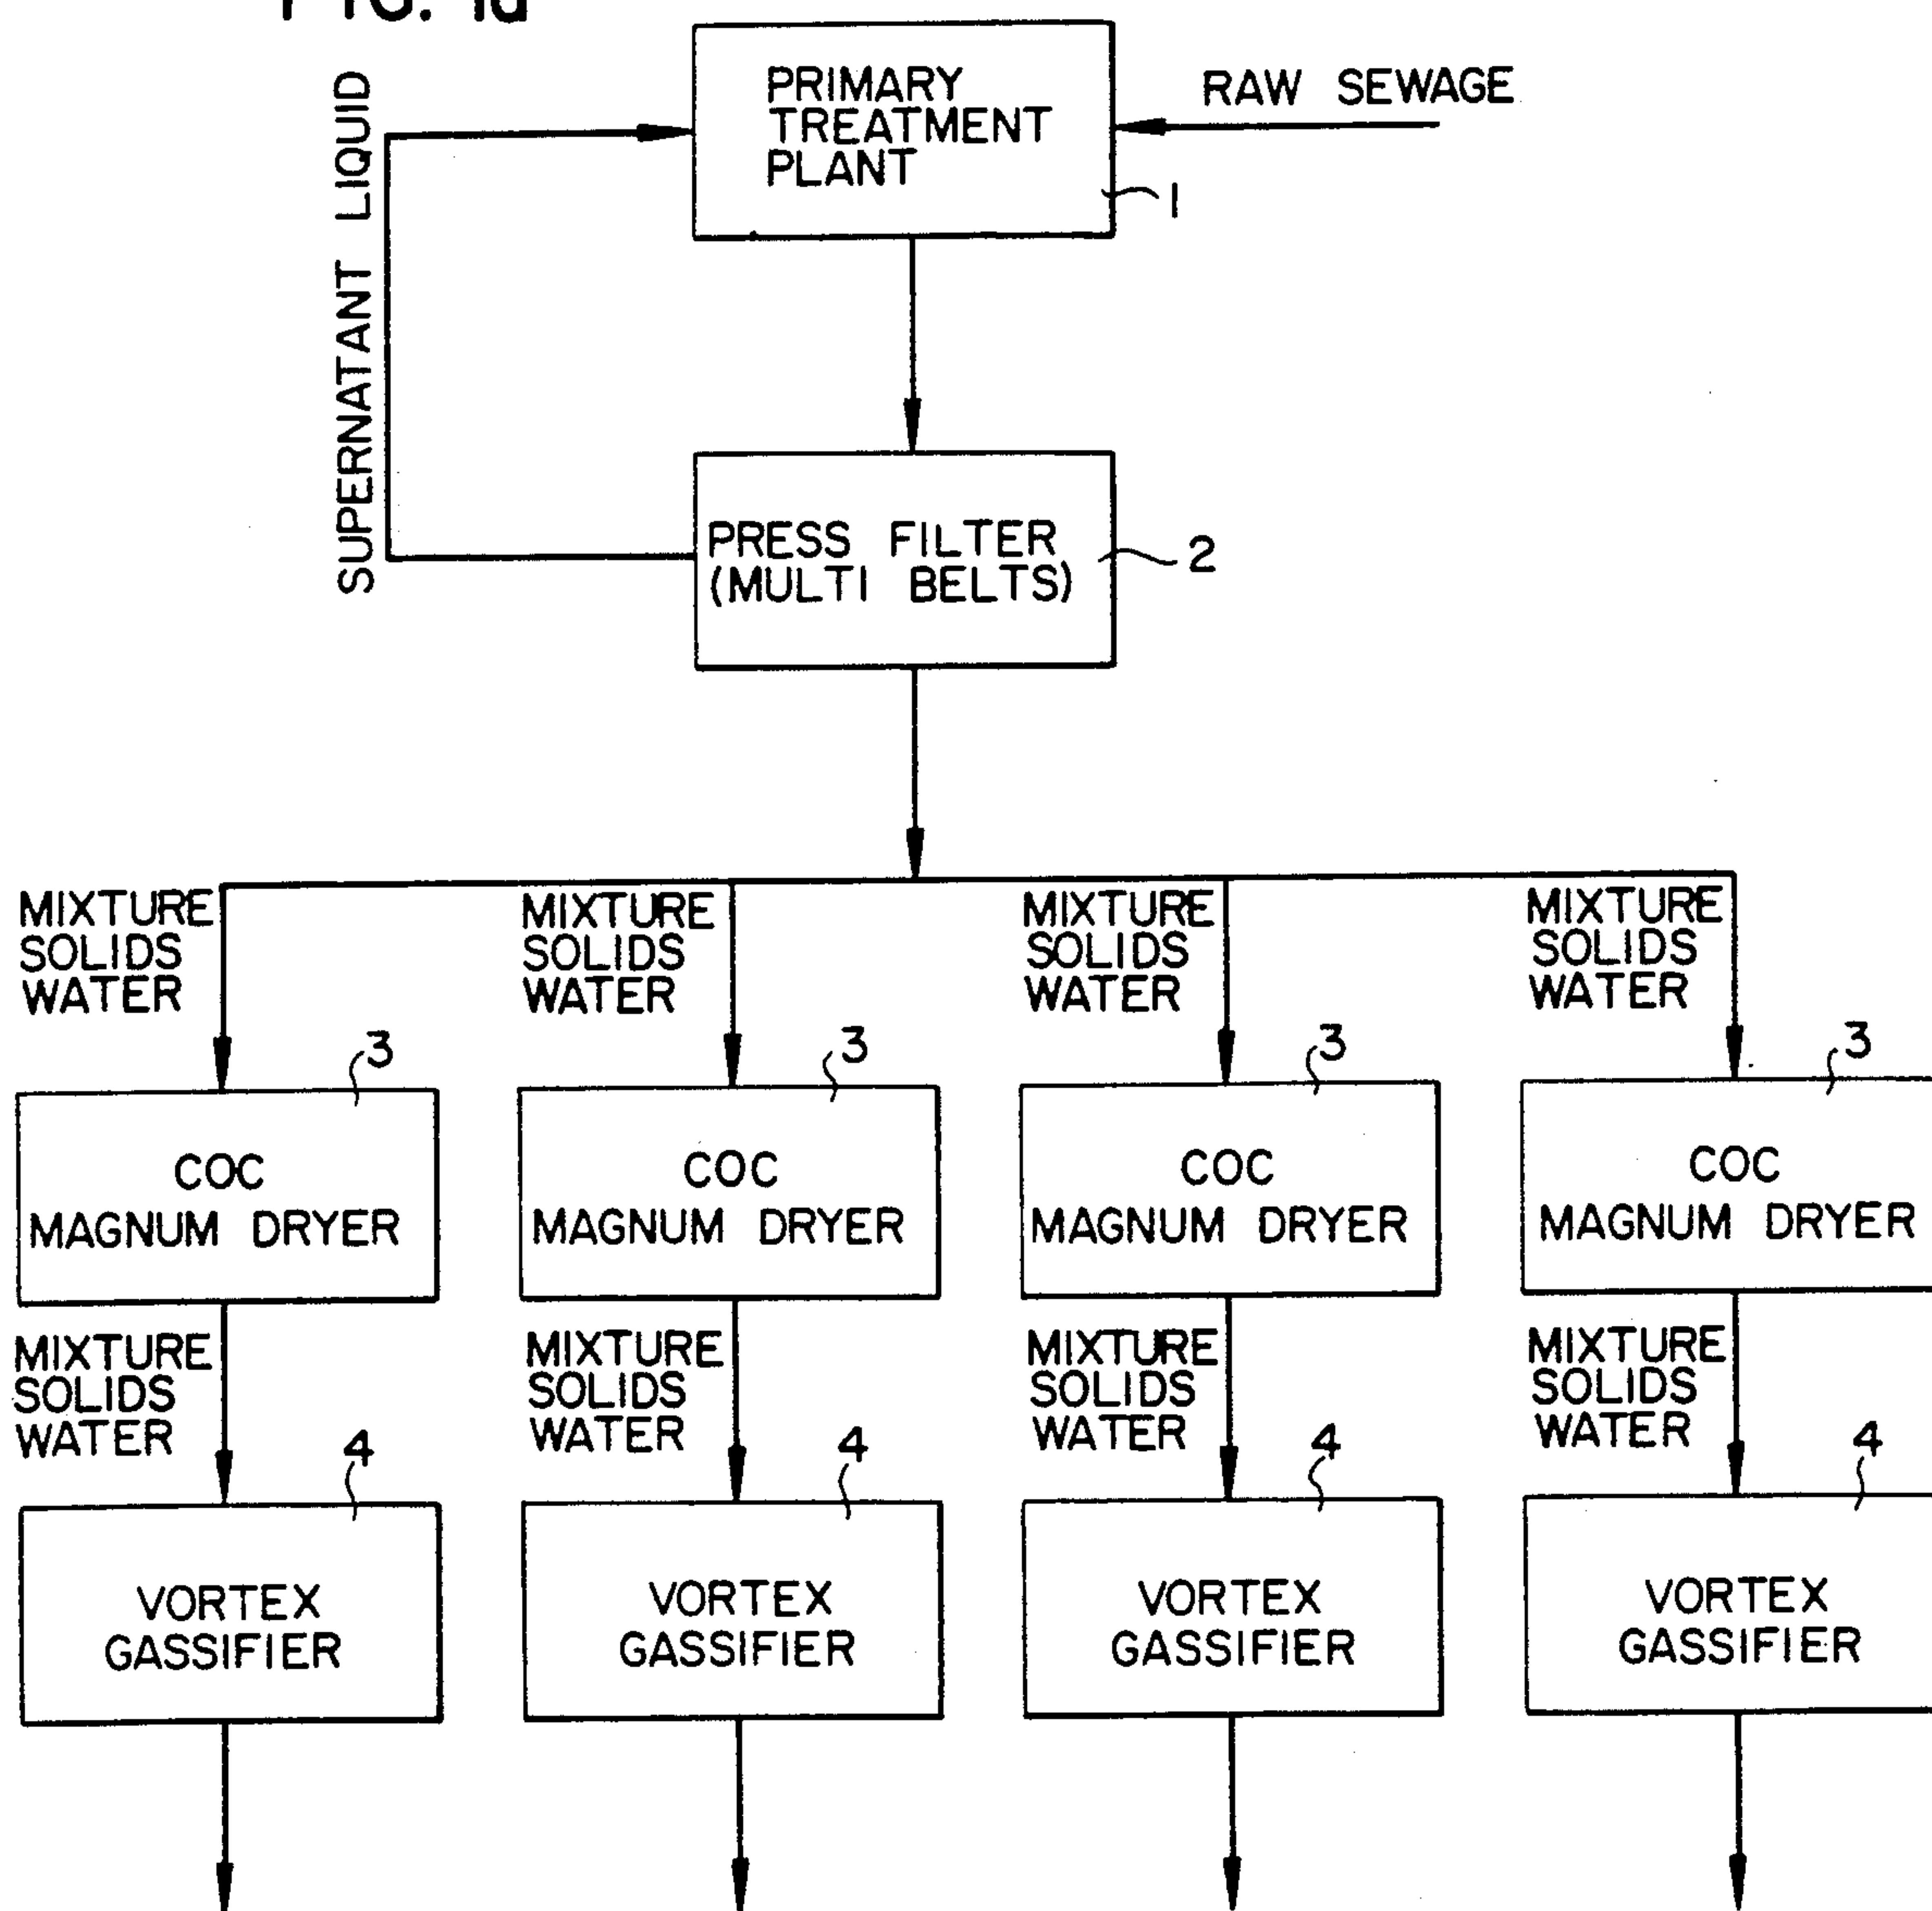 FIG. 1a
PRIMARY
TREATMENT
PLANT
RAW SEWAGE
1
SUPERNATANT LIQUID
PRESS FILTER
(MULTI BELTS)
2
MIXTURE
SOLIDS
WATER
MIXTURE
SOLIDS
WATER
MIXTURE
SOLIDS
WATER
MIXTURE
SOLIDS
WATER
3
3
3
3
COC
MAGNUM DRYER
COC
MAGNUM DRYER
COC
MAGNUM DRYER
COC
MAGNUM DRYER
MIXTURE
SOLIDS
WATER
MIXTURE
SOLIDS
WATER
MIXTURE
SOLIDS
WATER
MIXTURE
SOLIDS
WATER
4
4
4
4
VORTEX
GASSIFIER
VORTEX
GASSIFIER
VORTEX
GASSIFIER
VORTEX
GASSIFIER